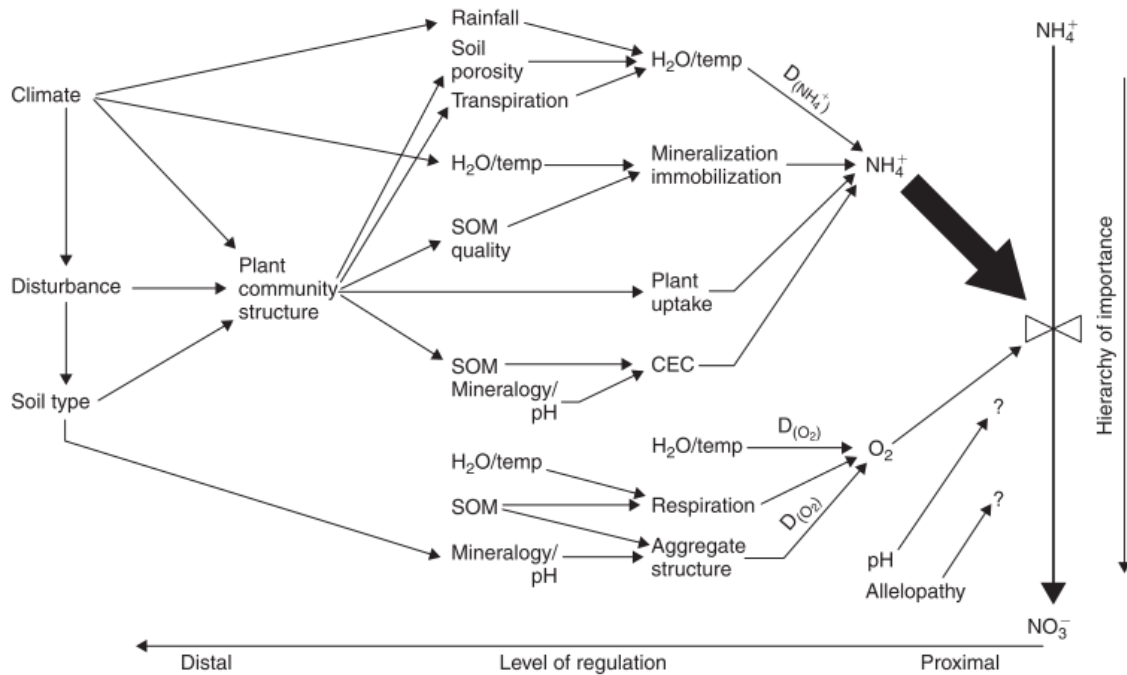 Rainfall
Soil
porosity
Transpiration
H₂O/temp
D(NH₄⁺)
NH₄⁺
Climate
H₂O/temp
Mineralization
immobilization
NH₄⁺
SOM
quality
Disturbance
Plant
community
structure
Plant
uptake
SOM
Mineralogy/
pH
CEC
Soil type
H₂O/temp
D(O₂)
O₂
H₂O/temp
SOM
Respiration
D(O₂)
Mineralogy/
pH
Aggregate
structure
?
?
pH
Allelopathy
NO₃⁻
Hierarchy of importance
Distal
Level of regulation
Proximal